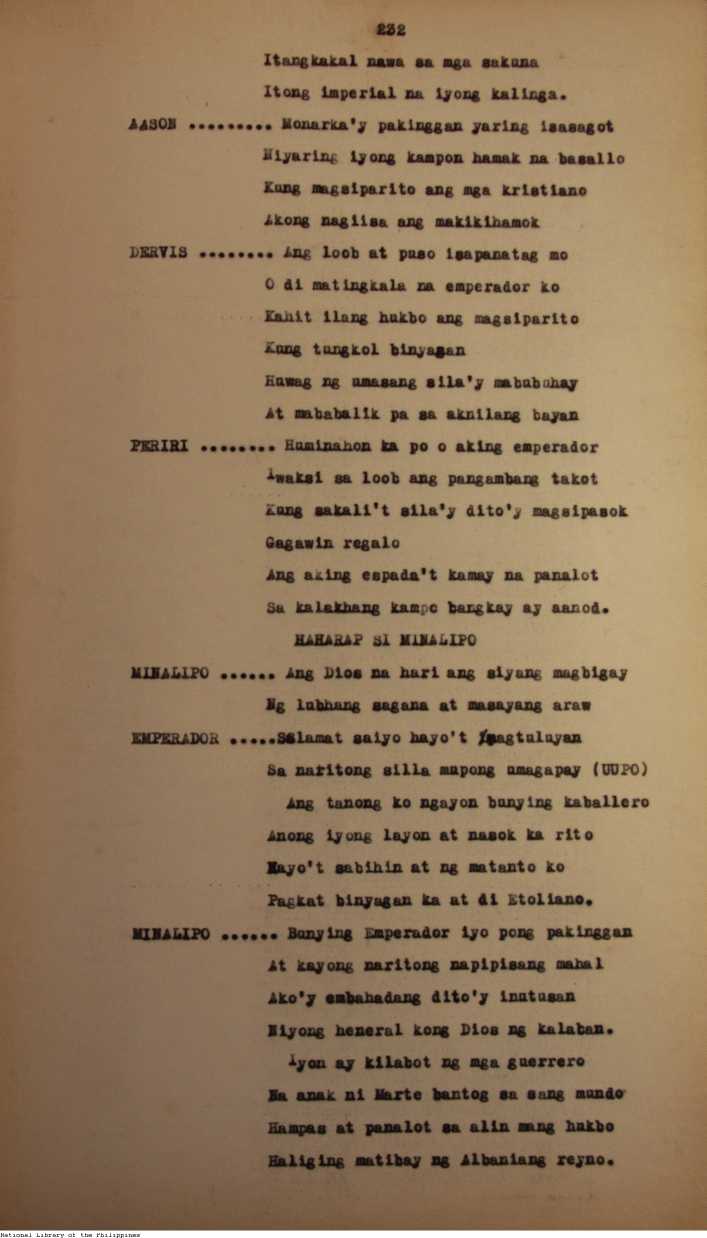 232
Itangkakal nawa sa mga sakuna
Itong imperial na iyong kalinga.
AASON ......... Monarka'y pakinggan yaring isasagot
Niyaring iyong kampon hamak na basallo
Kung magsiparito ang mga kristiano
Akong nagiisa ang makikihamok
DERVIS ........ Ang loob at puso isapanatag mo
O di matingkala na emperador ko
Kahit ilang hukbo ang magsiparito
Kung tungkol binyagan
Huwag ng umasang sila'y mabubuhay
At mababalik pa sa aknilang bayan
PERIRI ........ Huminahon ka po o aking emperador
Iwaksi sa loob ang pangambang takot
Kung sakali't sila'y dito'y magsipasok
Gagawin regalo
Ang aking espada't kamay na panalot
Sa kalakhang kampo bangkay ay aanod.
HAHARAP SI MINALIPO
MINALIPO ...... Ang Dios na hari ang siyang magbigay
Ng lubhang sagana at masayang araw
EMPERADOR .....Salamat saiyo hayo't magtuluyan
Sa naritong silla mupong umagapay (UUPO)
Ang tanong ko ngayon bunying kaballero
Anong iyong layon at nasok ka rito
Hayo't sabihin at ng matanto ko
Pagkat binyagan ka at di Etoliano.
MINALIPO ...... Bunying Emperador iyo pong pakinggan
At kayong naritong napipisang mahal
Ako'y embahadang dito'y inutusan
Niyong heneral kong Dios ng kalaban.
Iyon ay kilabot ng mga guerrero
Na anak ni Marte bantog sa sang mundo
Hampas at panalot sa alin mang hukbo
Haliging matibay ng Albaniang reyno.
National Library of the Philippines